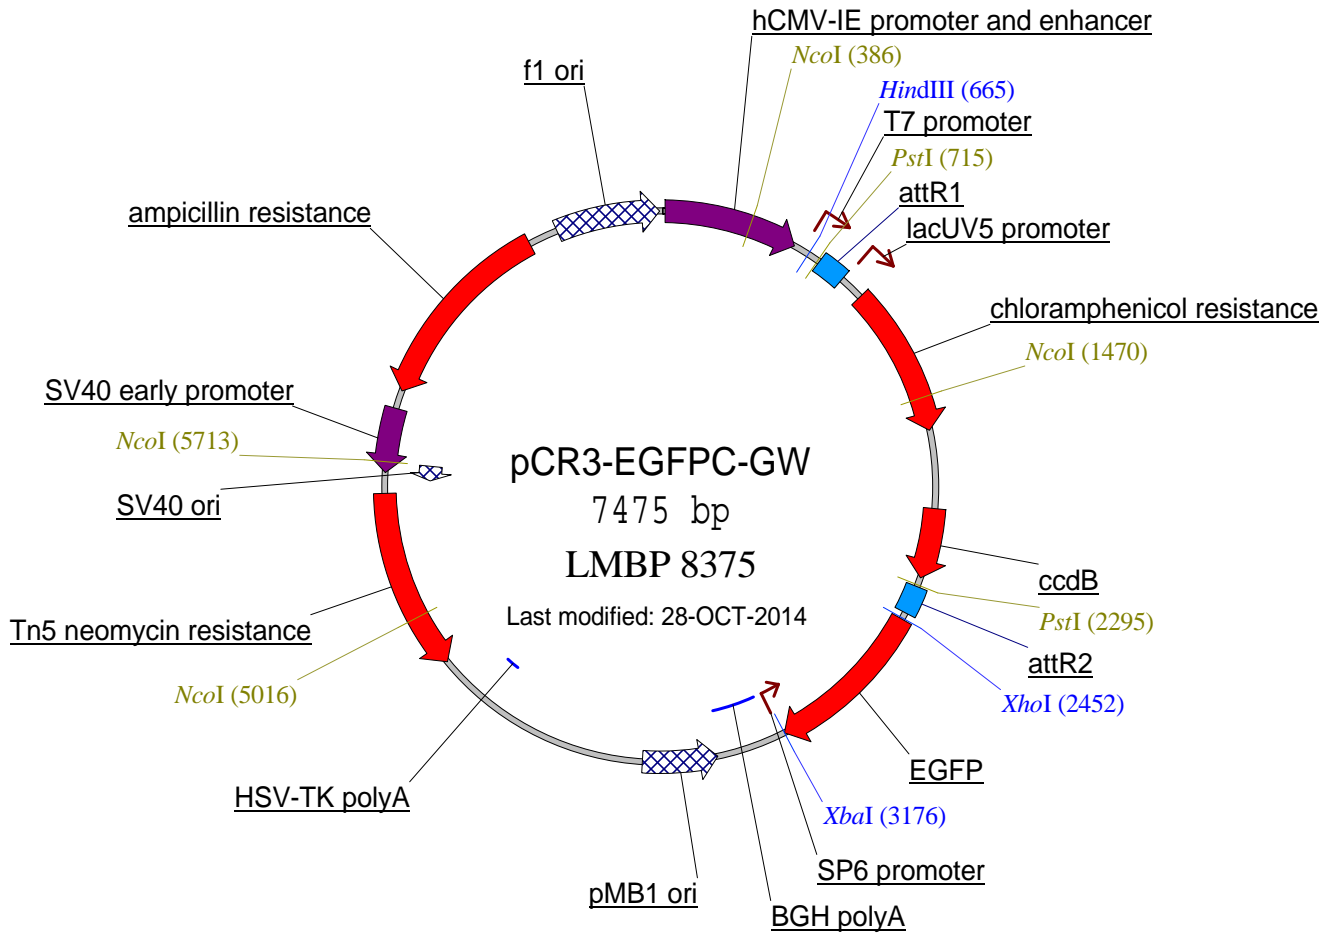 hCMV-IE promoter and enhancer
NcoI (386)
f1 ori
HindIII (665)
T7 promoter
PstI (715)
attR1
ampicillin resistance
lacUV5 promoter
chloramphenicol resistance
NcoI (1470)
SV40 early promoter
NcoI (5713)
pCR3-EGFPC-GW
SV40 ori
7475 bp
LMBP 8375
ccdB
Last modified: 28-OCT-2014
PstI (2295)
Tn5 neomycin resistance
attR2
NcoI (5016)
XhoI (2452)
EGFP
HSV-TK polyA
XbaI (3176)
SP6 promoter
pMB1 ori
BGH polyA